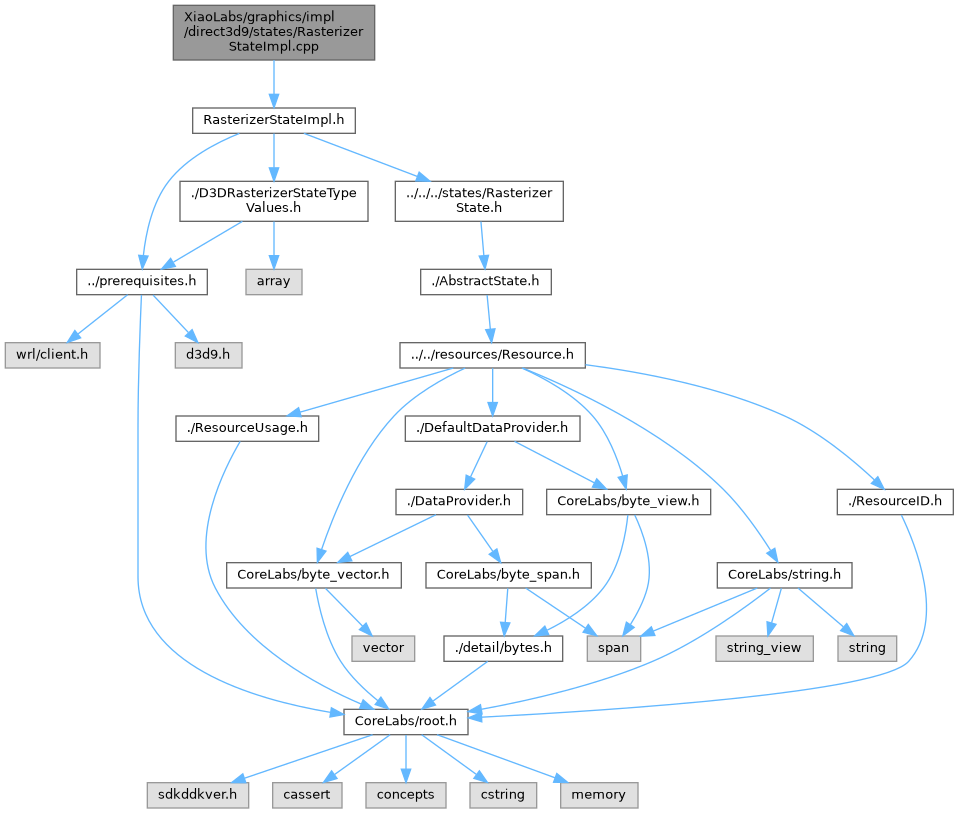 XiaoLabs/graphics/impl
/direct3d9/states/Rasterizer
StateImpl.cpp
RasterizerStateImpl.h
./D3DRasterizerStateType
Values.h
../../../states/Rasterizer
State.h
../prerequisites.h
array
./AbstractState.h
wrl/client.h
d3d9.h
../../resources/Resource.h
./ResourceUsage.h
./DefaultDataProvider.h
./DataProvider.h
CoreLabs/byte_view.h
./ResourceID.h
CoreLabs/byte_vector.h
CoreLabs/byte_span.h
CoreLabs/string.h
vector
./detail/bytes.h
span
string_view
string
CoreLabs/root.h
sdkddkver.h
cassert
concepts
cstring
memory